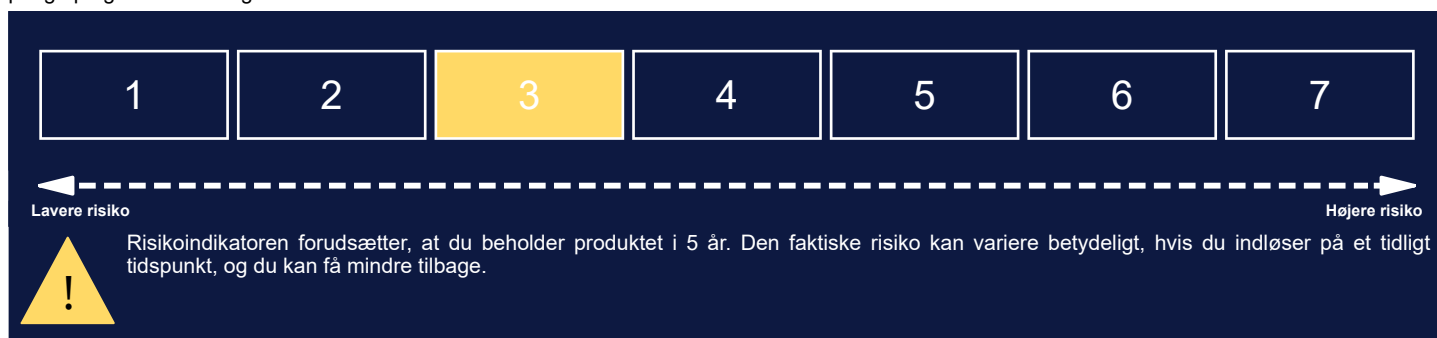 1 2 3 4 5 6 7
Lavere risiko Højere risiko
Risikoindikatoren forudsætter, at du beholder produktet i 5 år. Den faktiske risiko kan variere betydeligt, hvis du indløser på et tidligt
tidspunkt, og du kan få mindre tilbage.
!